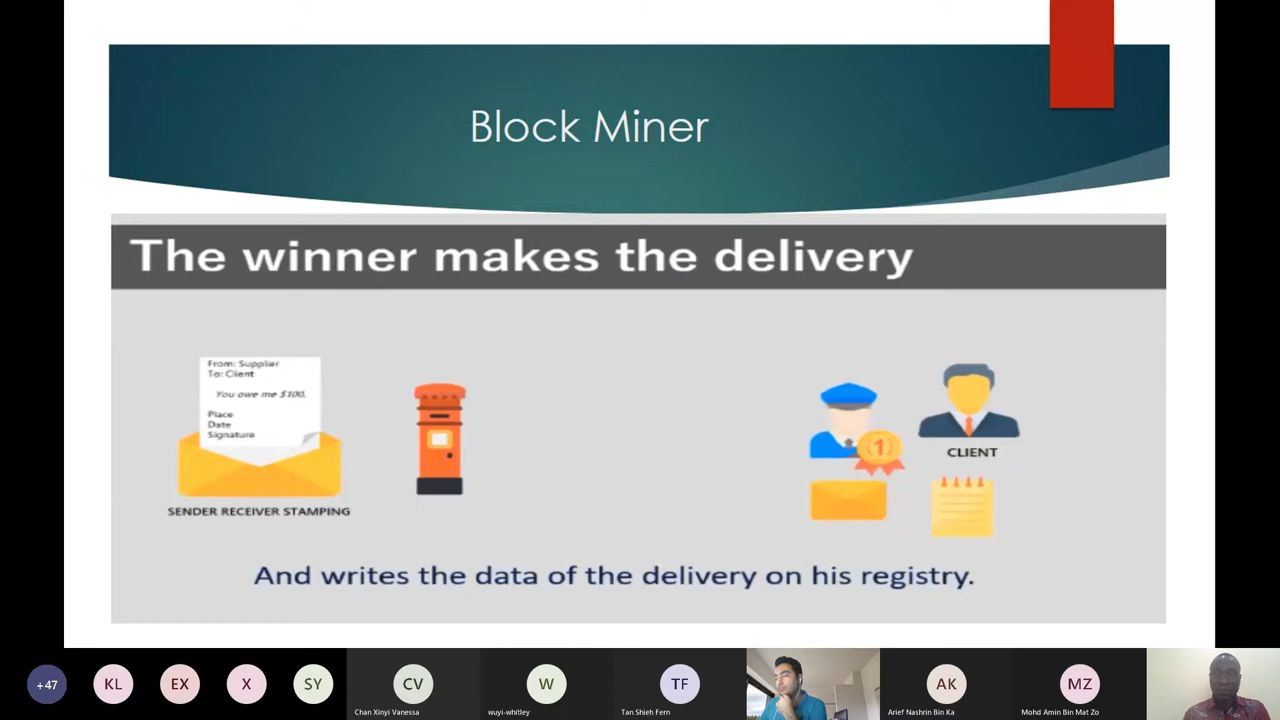 Block Miner
The winner makes the delivery
From: Supplier
To: Client
You owe me $100.
Place
Date
Signature
SENDER RECEIVER STAMPING
1
CLIENT
And writes the data of the delivery on his registry.
+47
KL
EX
X
SY
CV
Chan Xinyi Vanessa
W
wuyi-whitley
TF
Tan Shieh Fern
AK
Arief Nashrin Bin Ka
MZ
Mohd Amin Bin Mat Zo